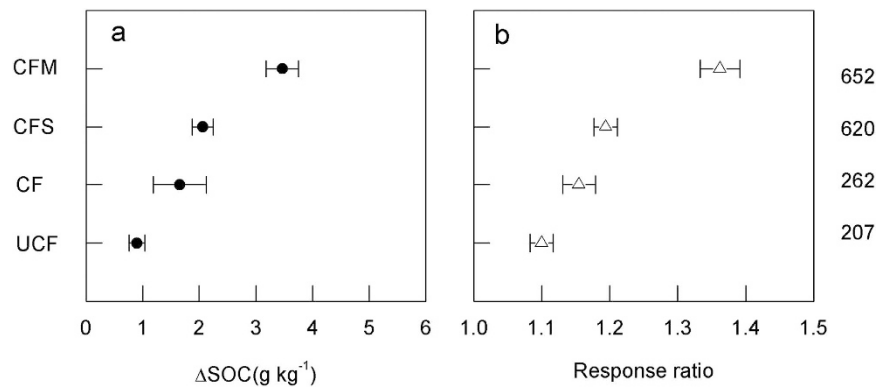 a
b
CFM
652
CFS
620
CF
262
UCF
207
0 1 2 3 4 5 6
1.0 1.1 1.2 1.3 1.4 1.5
ΔSOC(g kg⁻¹)
Response ratio